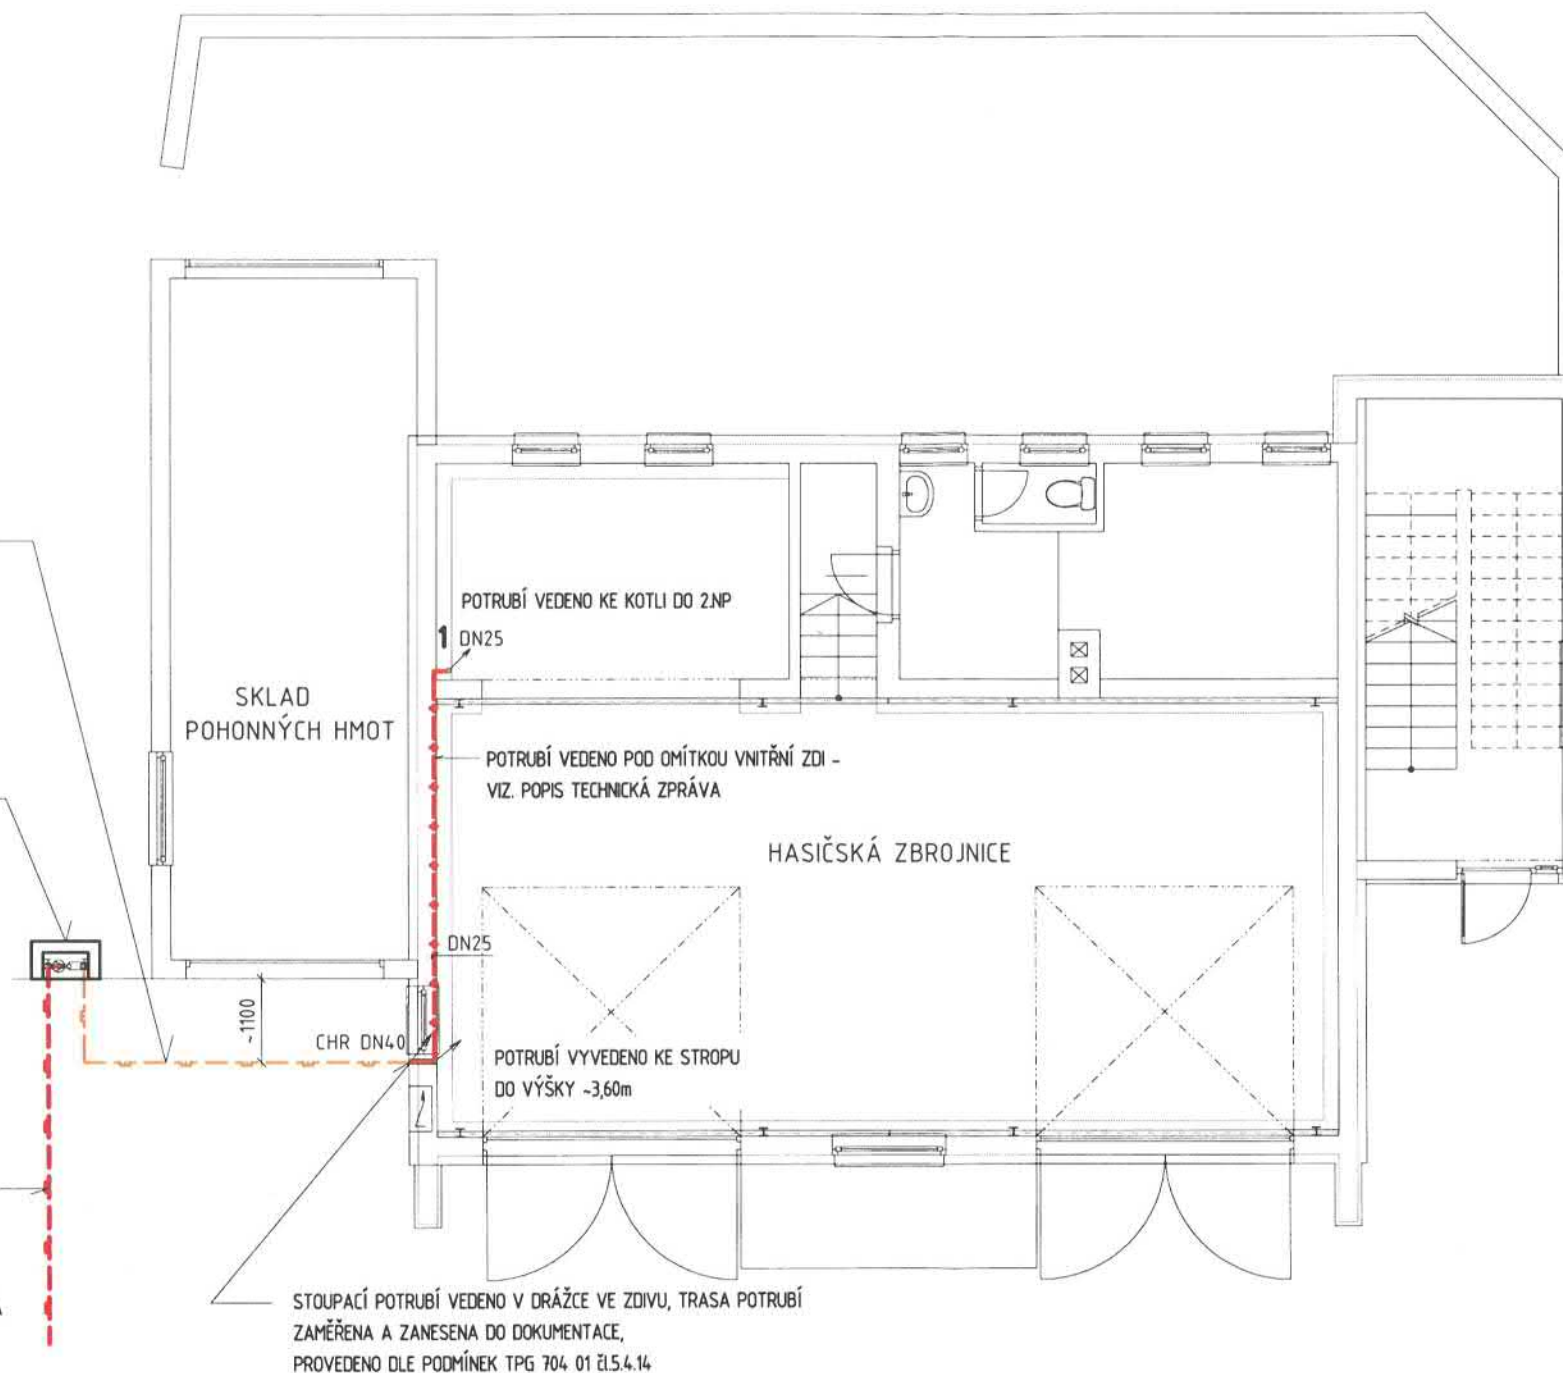 POTRUBÍ VEDENO KE KOTLI DO 2.NP
1 DN25
SKLAD
POHONNÝCH HMOT
POTRUBÍ VEDENO POD OMÍTKOU VNITŘNÍ ZDI -
VIZ. POPIS TECHNICKÁ ZPRÁVA
HASIČSKÁ ZBROJNICE
DN25
~1100
CHR DN40
POTRUBÍ VYVEDENO KE STROPU
DO VÝŠKY ~3,60m
STOUPACÍ POTRUBÍ VEDENO V DRÁŽCE VE ZDIVU, TRASA POTRUBÍ
ZAMĚŘENA A ZANESENA DO DOKUMENTACE,
PROVEDENO DLE PODMÍNEK TPG 704 01 čl.5.4.14